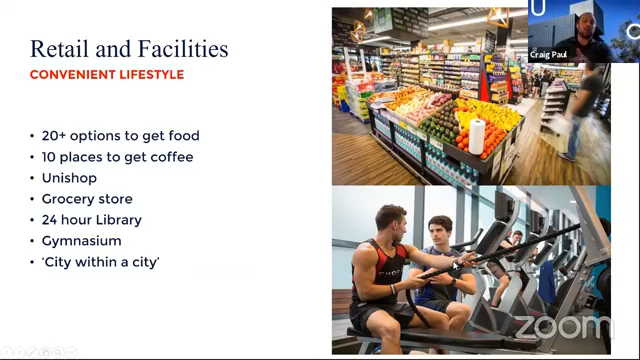 Retail and Facilities
CONVENIENT LIFESTYLE
• 20+ options to get food
• 10 places to get coffee
• Unishop
• Grocery store
• 24 hour Library
• Gymnasium
• ‘City within a city’
U
Craig Paul
zoom